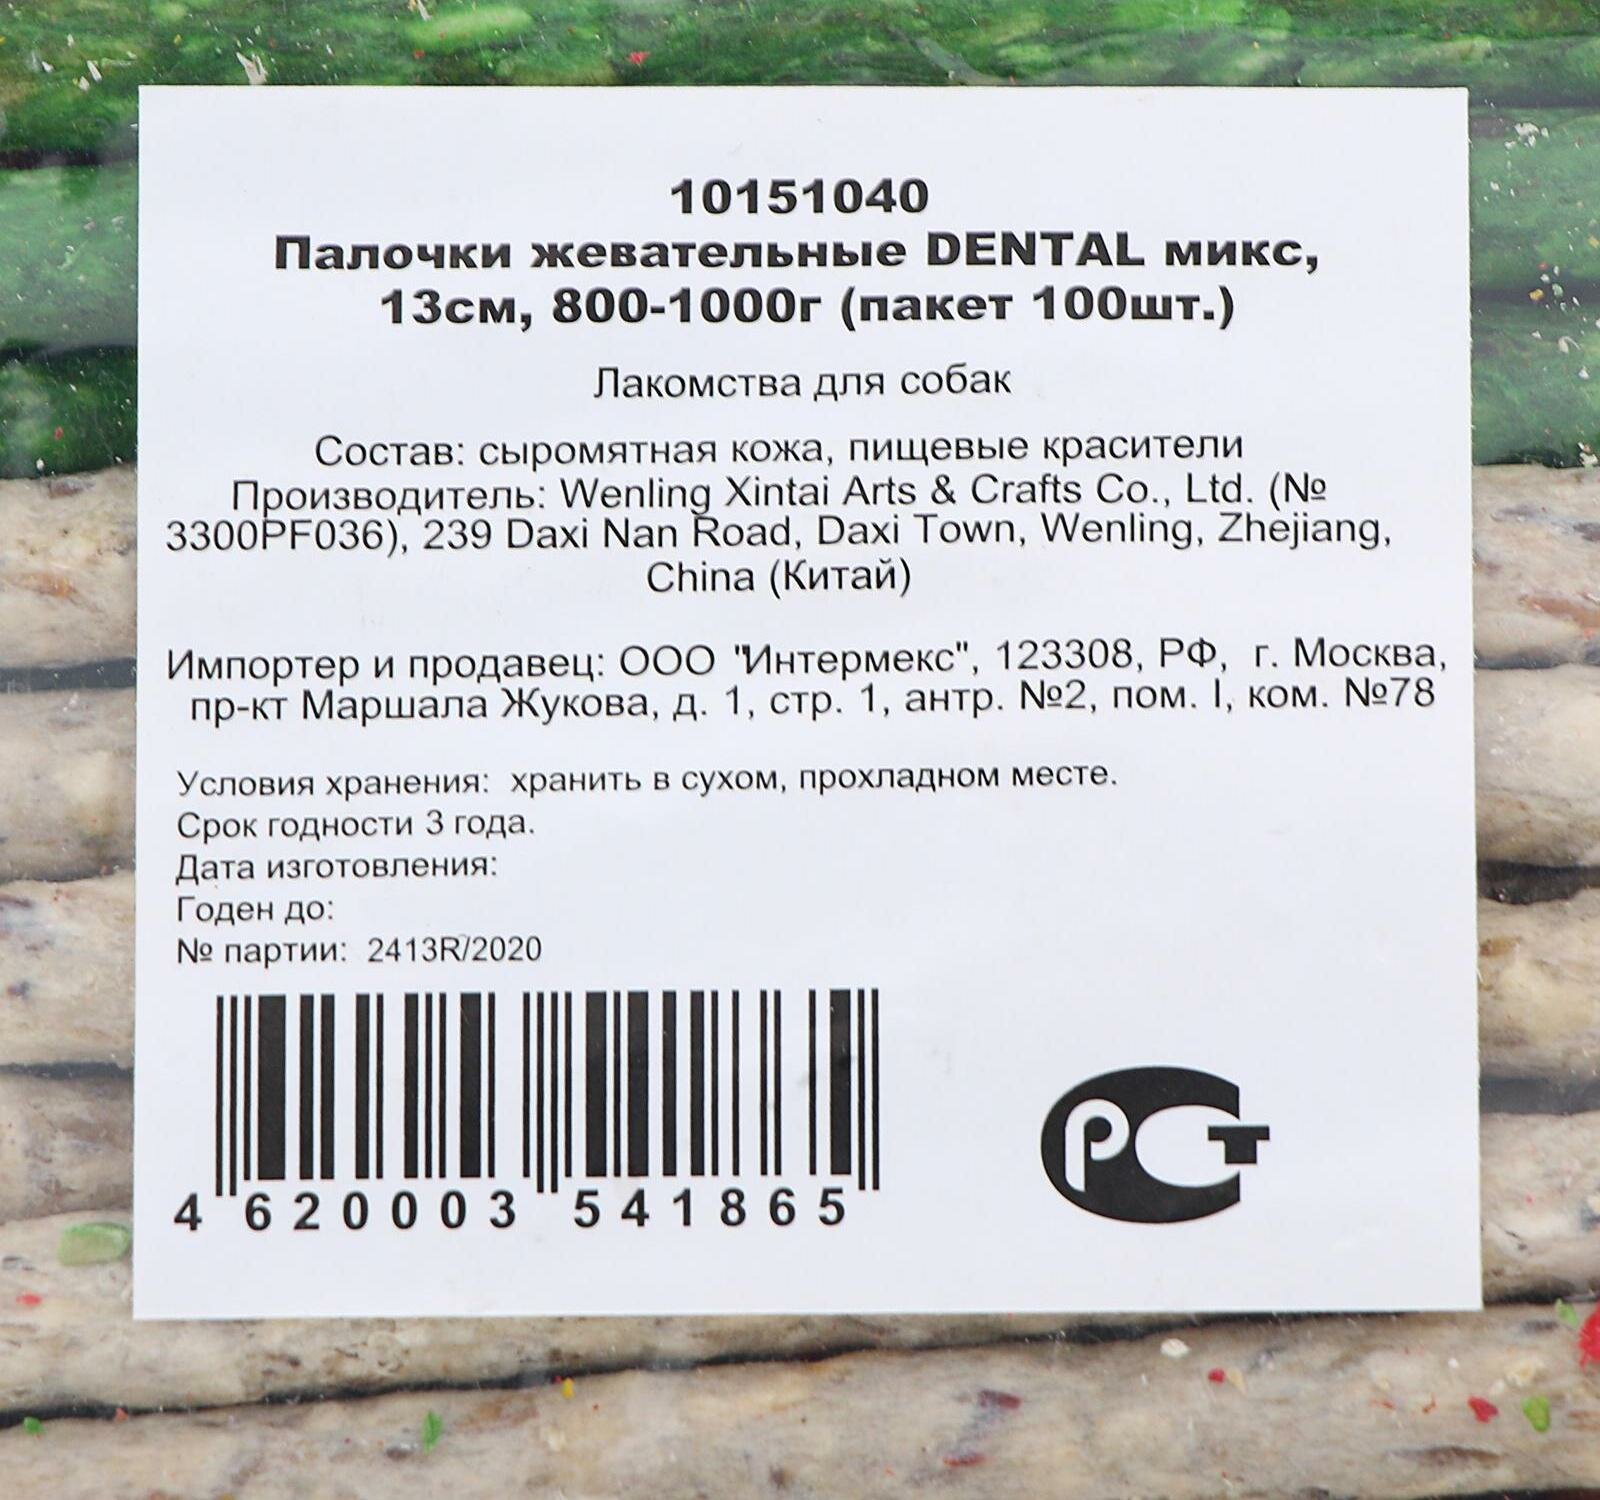 10151040
Палочки жевательные DENTAL микс,
13см, 800-1000г (пакет 100шт.)
Лакомства для собак
Состав: сыромятная кожа, пищевые красители
Производитель: Wenling Xintai Arts & Crafts Co., Ltd. (№
3300PF036), 239 Daxi Nan Road, Daxi Town, Wenling, Zhejiang,
China (Китай)
Импортер и продавец: ООО "Интермекс", 123308, РФ, г. Москва,
пр-кт Маршала Жукова, д. 1, стр. 1, антр. №2, пом. I, ком. №78
Условия хранения: хранить в сухом, прохладном месте.
Срок годности 3 года.
Дата изготовления:
Годен до:
№ партии: 2413R/2020
4 620003 541865
РСТ